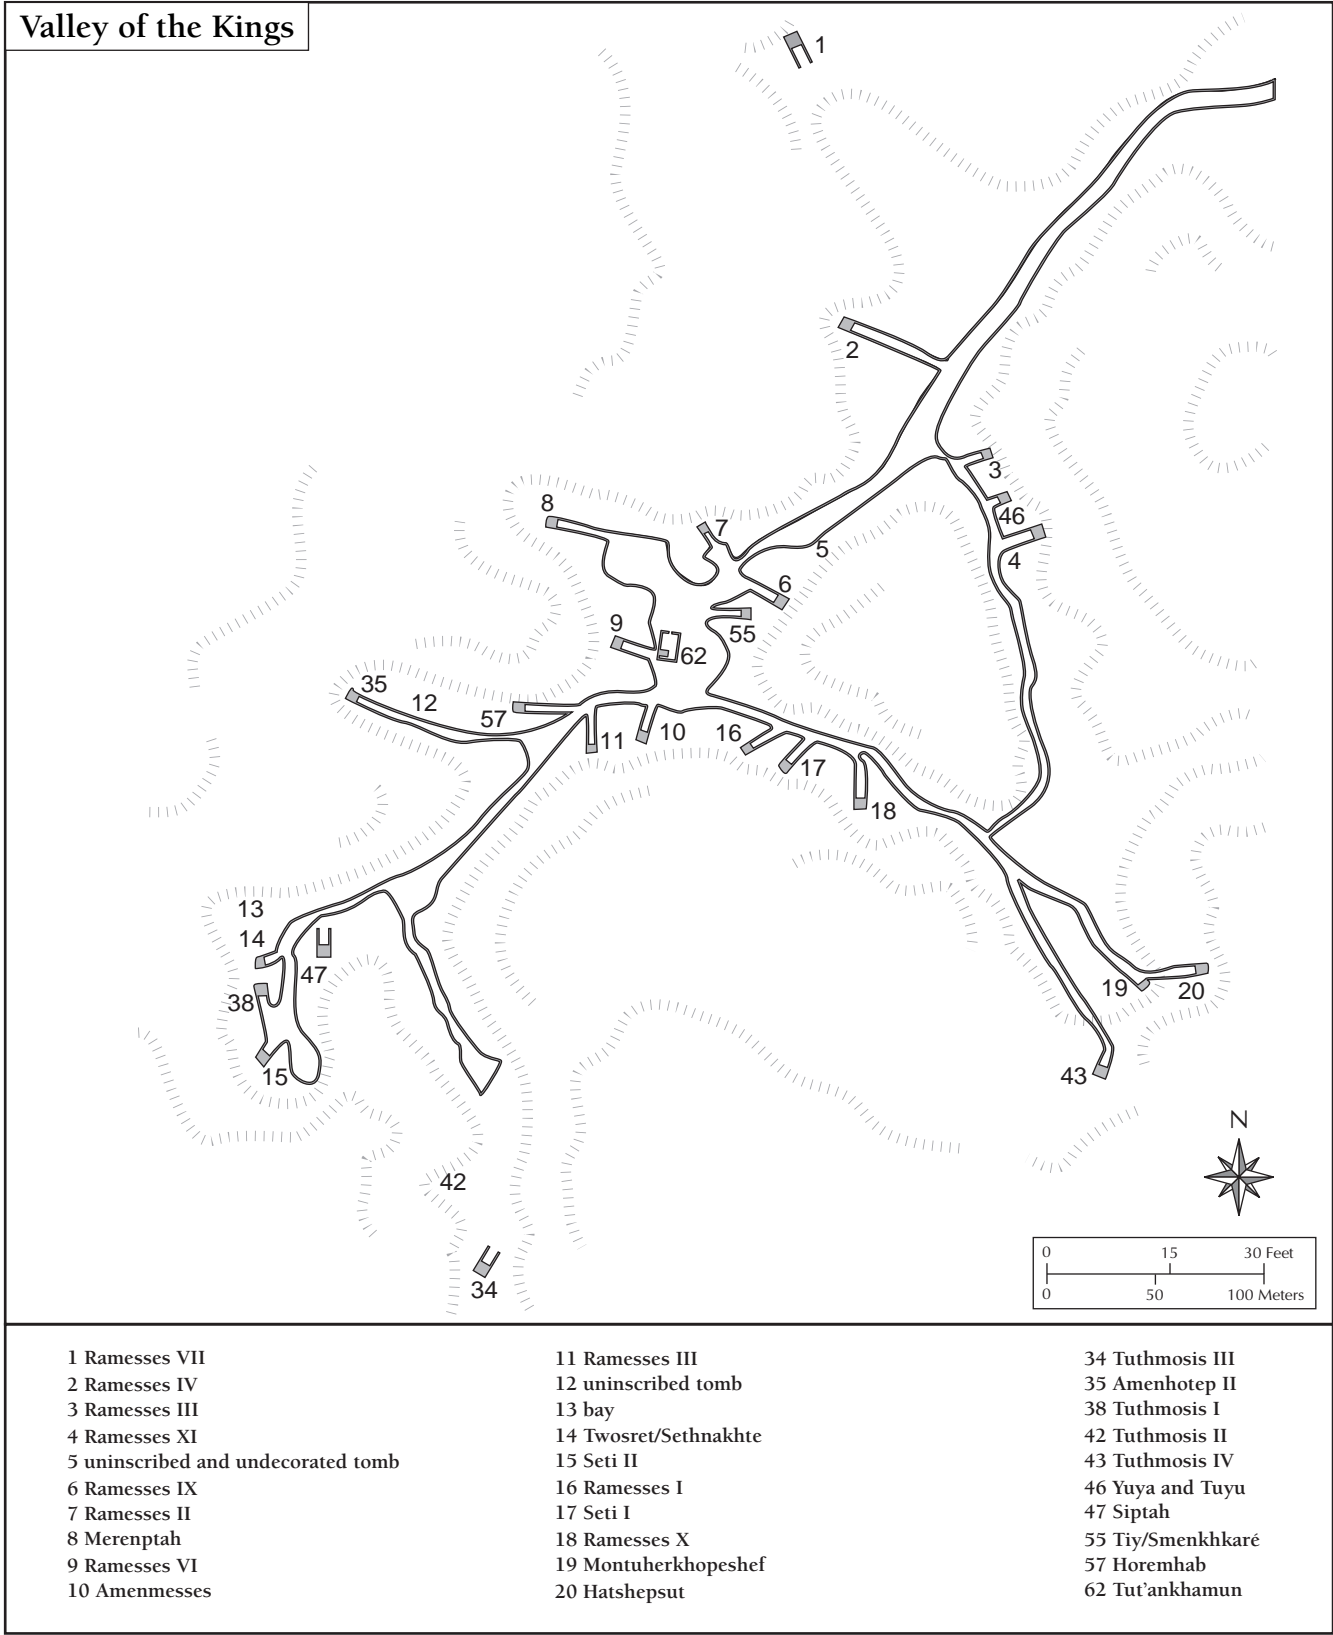 Valley of the Kings
1
2
3
46
4
8
7
5
6
55
9
62
35
12
57
11
10
16
17
18
13
14
47
38
15
19
20
43
42
34
N
0 15 30 Feet
0 50 100 Meters
1 Ramesses VII
2 Ramesses IV
3 Ramesses III
4 Ramesses XI
5 uninscribed and undecorated tomb
6 Ramesses IX
7 Ramesses II
8 Merenptah
9 Ramesses VI
10 Amenmesses
11 Ramesses III
12 uninscribed tomb
13 bay
14 Twosret/Sethnakhte
15 Seti II
16 Ramesses I
17 Seti I
18 Ramesses X
19 Montuherkhopeshef
20 Hatshepsut
34 Tuthmosis III
35 Amenhotep II
38 Tuthmosis I
42 Tuthmosis II
43 Tuthmosis IV
46 Yuya and Tuyu
47 Siptah
55 Tiy/Smenkhkaré
57 Horemhab
62 Tut’ankhamun